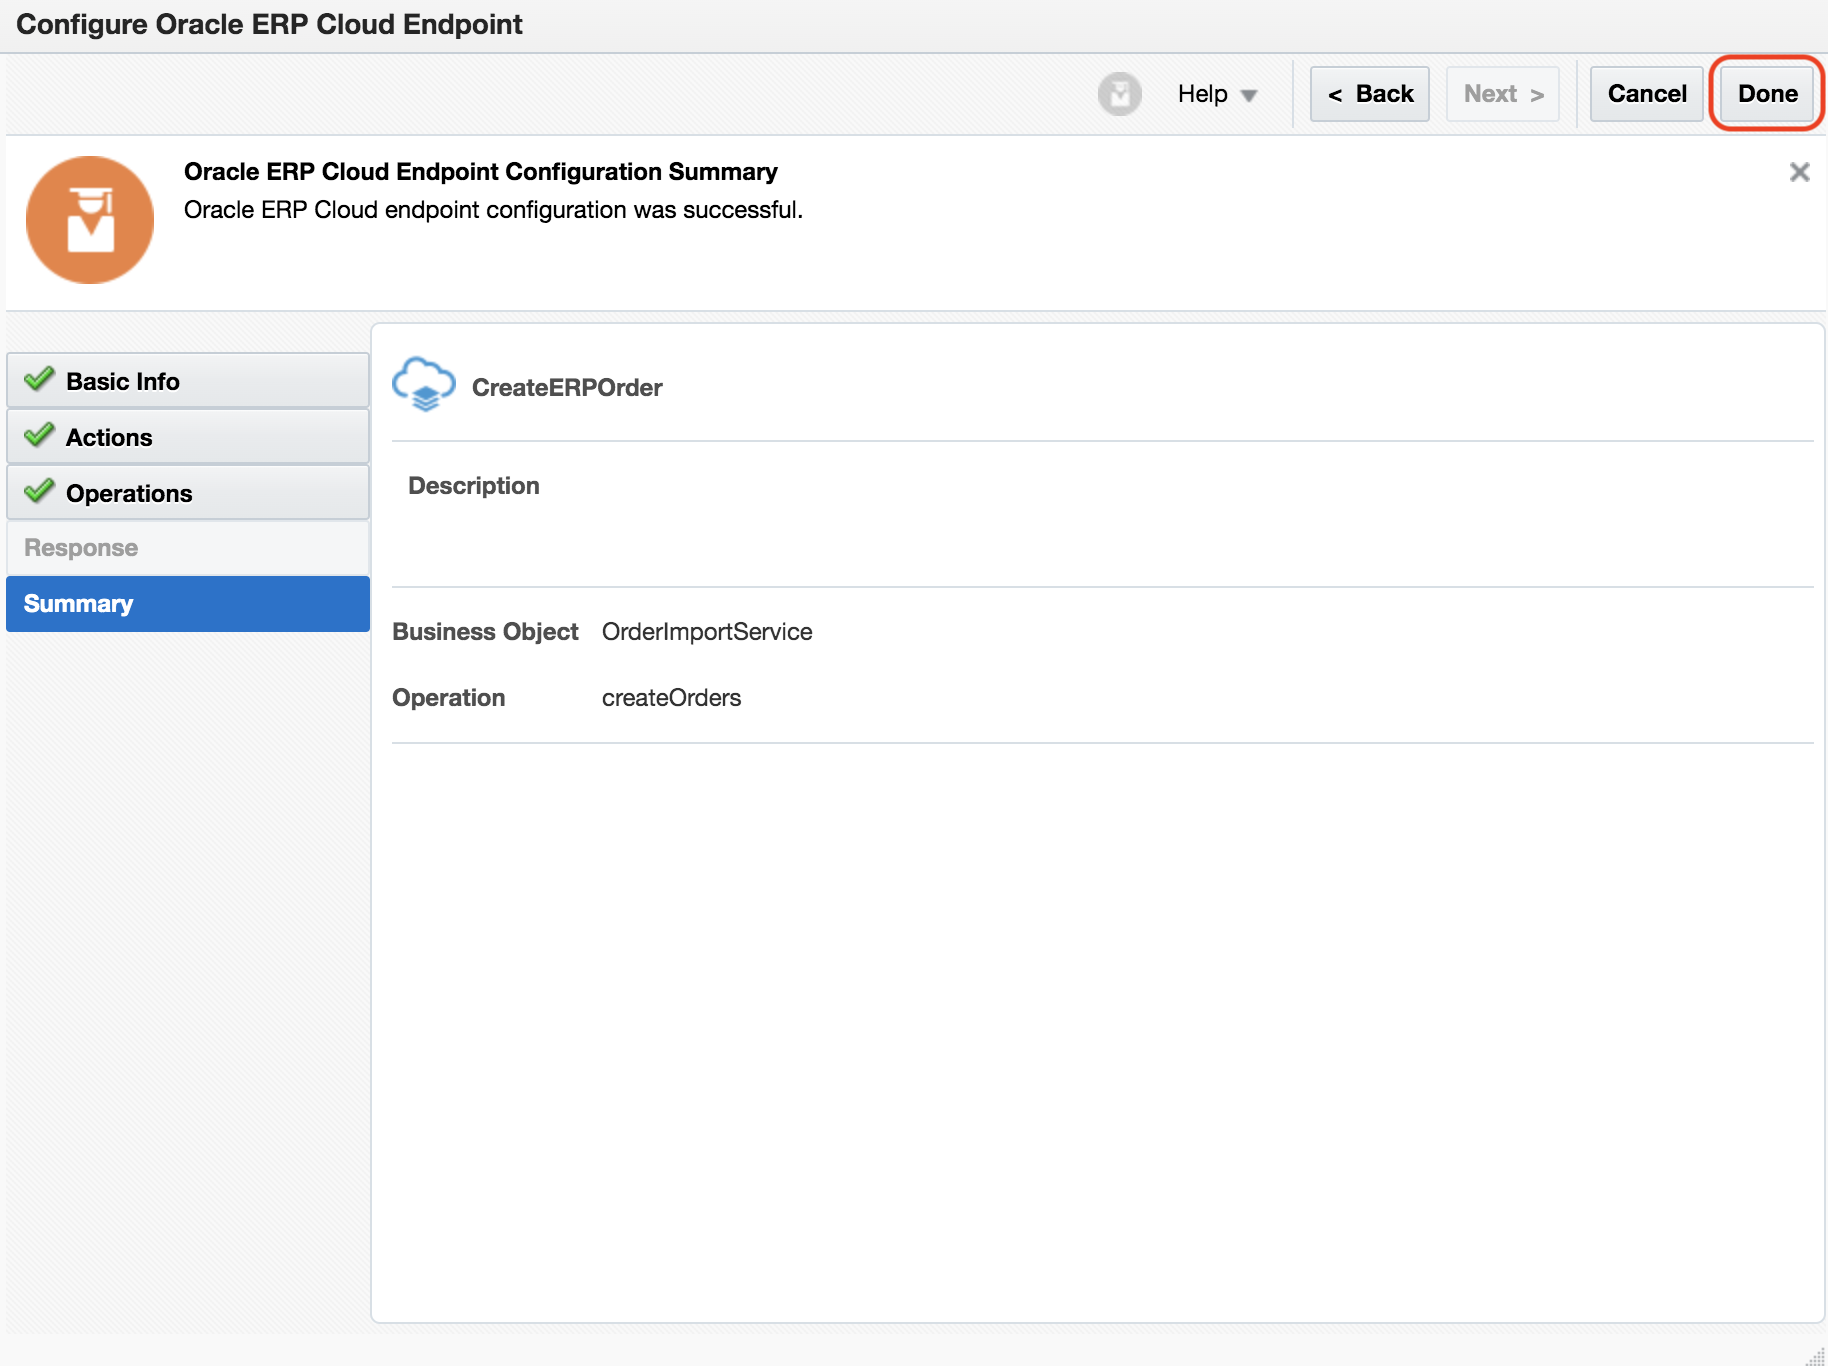 Configure Oracle ERP Cloud Endpoint
Help
< Back
Next >
Cancel
Done
Oracle ERP Cloud Endpoint Configuration Summary
Oracle ERP Cloud endpoint configuration was successful.
Basic Info
Actions
Operations
Response
Summary
CreateERPOrder
Description
Business Object OrderImportService
Operation createOrders